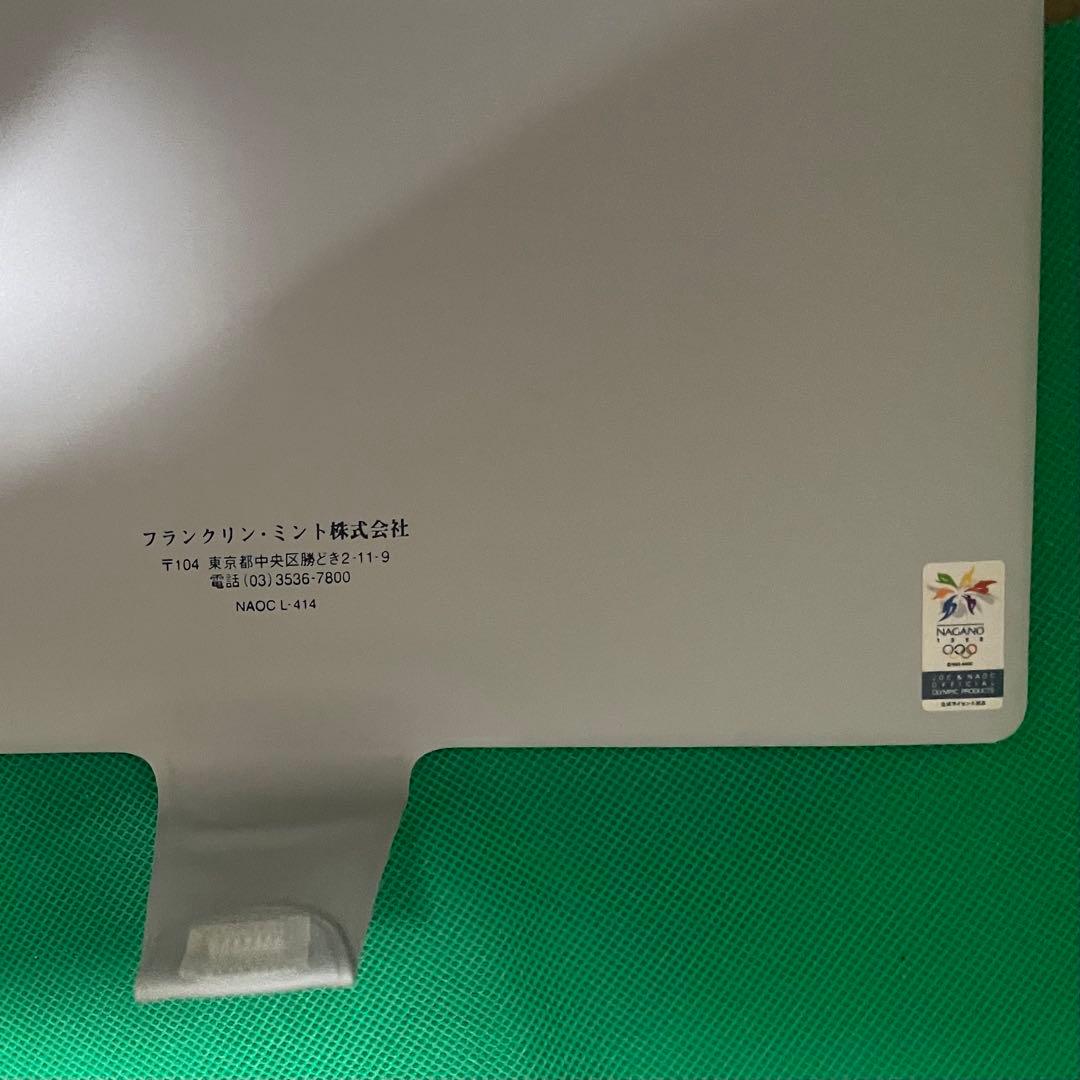 フランクリン・ミント株式会社
〒104 東京都中央区勝どき2-11-9
電話(03)3536-7800
NAOC L-414
NAGANO
1998
JOC & NAOC
OFFICIAL
OLYMPIC PRODUCTS